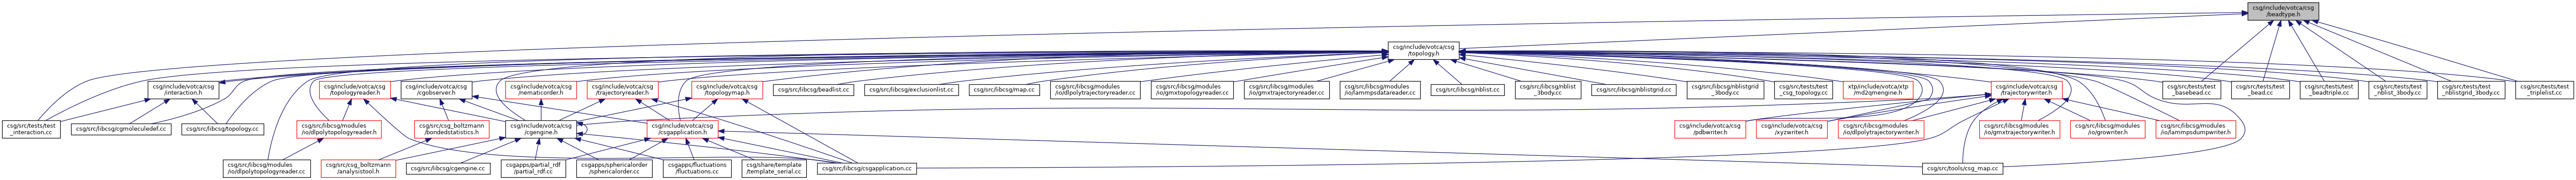 csg/include/votca/csg
/beadtype.h
csg/include/votca/csg
/topology.h
csg/include/votca/csg
/interaction.h
csg/include/votca/csg
/topologyreader.h
csg/include/votca/csg
/cgobserver.h
csg/include/votca/csg
/nematicorder.h
csg/include/votca/csg
/trajectoryreader.h
csg/include/votca/csg
/topologymap.h
csg/src/libcsg/beadlist.cc
csg/src/libcsg/exclusionlist.cc
csg/src/libcsg/map.cc
csg/src/libcsg/modules
/io/dlpolytrajectoryreader.cc
csg/src/libcsg/modules
/io/gmxtopologyreader.cc
csg/src/libcsg/modules
/io/gmxtrajectoryreader.cc
csg/src/libcsg/modules
/io/lammpsdatareader.cc
csg/src/libcsg/nblist.cc
csg/src/libcsg/nblist
_3body.cc
csg/src/libcsg/nblistgrid.cc
csg/src/libcsg/nblistgrid
_3body.cc
csg/src/tests/test
_csg_topology.cc
xtp/include/votca/xtp
/md2qmengine.h
csg/include/votca/csg
/trajectorywriter.h
csg/src/tests/test
_basebead.cc
csg/src/tests/test
_bead.cc
csg/src/tests/test
_beadtriple.cc
csg/src/tests/test
_nblist_3body.cc
csg/src/tests/test
_nblistgrid_3body.cc
csg/src/tests/test
_triplelist.cc
csg/src/tests/test
_interaction.cc
csg/src/libcsg/cgmoleculedef.cc
csg/src/libcsg/topology.cc
csg/src/libcsg/modules
/io/dlpolytopologyreader.h
csg/src/csg_boltzmann
/bondedstatistics.h
csg/include/votca/csg
/cgengine.h
csg/include/votca/csg
/csgapplication.h
csg/include/votca/csg
/pdbwriter.h
csg/include/votca/csg
/xyzwriter.h
csg/src/libcsg/modules
/io/dlpolytrajectorywriter.h
csg/src/libcsg/modules
/io/gmxtrajectorywriter.h
csg/src/libcsg/modules
/io/growriter.h
csg/src/libcsg/modules
/io/lammpsdumpwriter.h
csg/src/libcsg/modules
/io/dlpolytopologyreader.cc
csg/src/csg_boltzmann
/analysistool.h
csg/src/libcsg/cgengine.cc
csgapps/partial_rdf
/partial_rdf.cc
csgapps/sphericalorder
/sphericalorder.cc
csgapps/fluctuations
/fluctuations.cc
csg/share/template
/template_serial.cc
csg/src/libcsg/csgapplication.cc
csg/src/tools/csg_map.cc